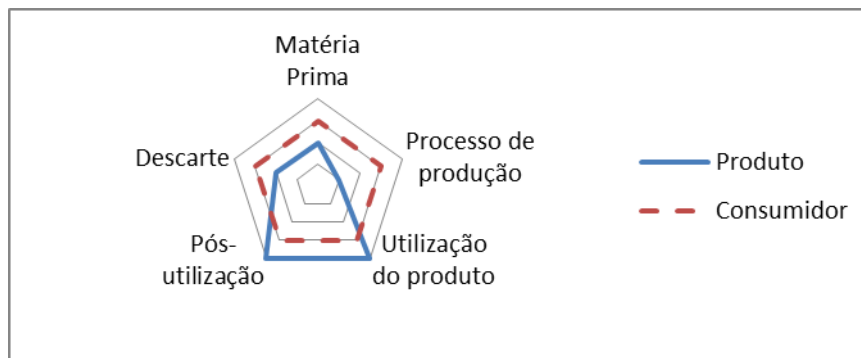 Matéria
Prima
Processo de
produção
Utilização
do produto
Pós-
utilização
Descarte
Produto
Consumidor